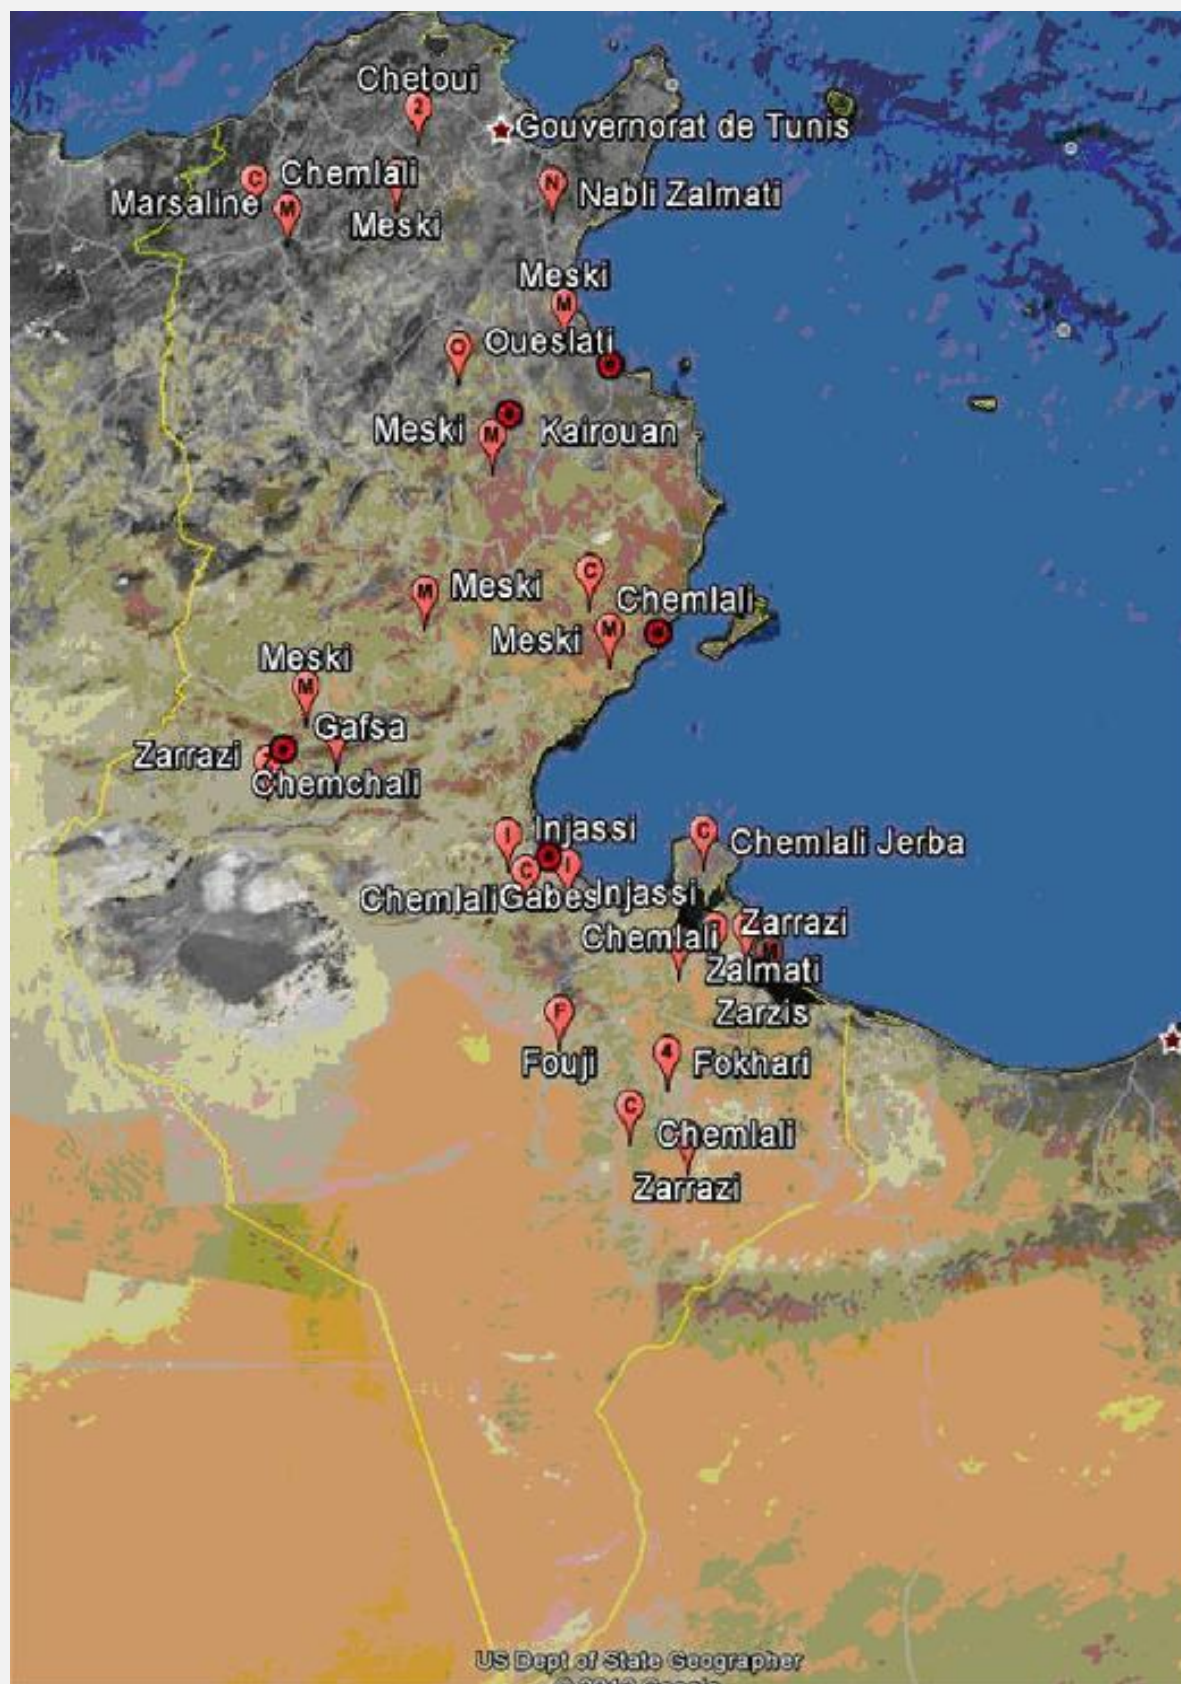 Chetoui
2
Gouvernorat de Tunis
C
Chemlali
N
Nabli Zalmati
Marsaline
M
Meski
Meski
M
O
Oueslati
Meski
M
Kairouan
C
M
Meski
Chemlali
Meski
M
Meski
M
Gafsa
Zarrazi
Chemchali
I
Injassi
C
Chemlali Jerba
C
I
Chemlali
Gabes
Injassi
Zarrazi
Chemlali
M
Zalmati
Zarzis
F
Fouji
4
Fokhari
C
Chemlali
Zarrazi
US Dept of State Geographer